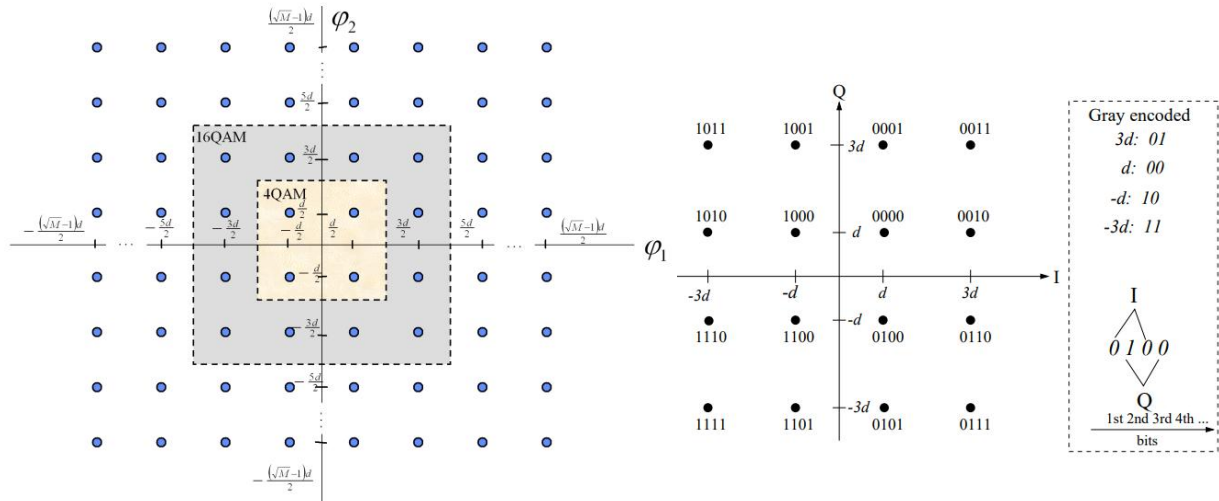 (√M−1)d/2
φ2
5d/2
16QAM
3d/2
4QAM
d/2
−(√M−1)d/2 ... −5d/2 −3d/2 −d/2 d/2 3d/2 5d/2 ... (√M−1)d/2
φ1
−d/2
−3d/2
−5d/2
−(√M−1)d/2
Q
1011 1001 0001 0011
3d
1010 1000 0000 0010
d
I
-3d -d d 3d
-d
1110 1100 0100 0110
-3d
1111 1101 0101 0111
Gray encoded
3d: 01
d: 00
-d: 10
-3d: 11
I
0 1 0 0
Q
1st 2nd 3rd 4th ...
bits